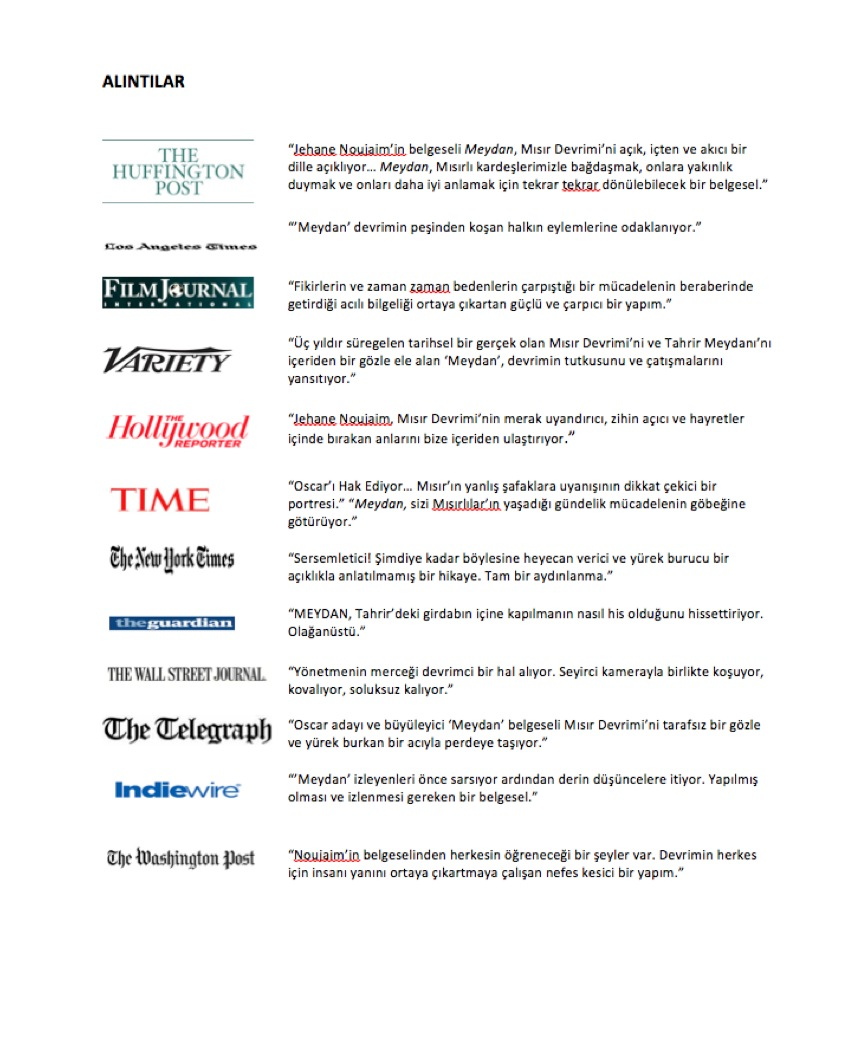 ALINTILAR
THE
HUFFINGTON
POST
“Jehane Noujaim’in belgeseli Meydan, Mısır Devrimi’ni açık, içten ve akıcı bir
dille açıklıyor… Meydan, Mısırlı kardeşlerimizle bağdaşmak, onlara yakınlık
duymak ve onları daha iyi anlamak için tekrar tekrar dönülebilecek bir belgesel.”
Los Angeles Times
“‘Meydan’ devrimin peşinden koşan halkın eylemlerine odaklanıyor.”
FILM JOURNAL
INTERNATIONAL
“Fikirlerin ve zaman zaman bedenlerin çarpıştığı bir mücadelenin beraberinde
getirdiği acılı bilgeliği ortaya çıkartan güçlü ve çarpıcı bir yapım.”
VARIETY
“Üç yıldır süregelen tarihsel bir gerçek olan Mısır Devrimi’ni ve Tahrir Meydanı’nı
içeriden bir gözle ele alan ‘Meydan’, devrimin tutkusunu ve çatışmalarını
yansıtıyor.”
THE
Hollywood
REPORTER
“Jehane Noujaim, Mısır Devrimi’nin merak uyandırıcı, zihin açıcı ve hayretler
içinde bırakan anlarını bize içeriden ulaştırıyor.”
TIME
“Oscar’ı Hak Ediyor… Mısır’ın yanlış şafaklara uyanışının dikkat çekici bir
portresi.” “Meydan, sizi Mısırlılar’ın yaşadığı gündelik mücadelenin göbeğine
götürüyor.”
The New York Times
“Sersemletici! Şimdiye kadar böylesine heyecan verici ve yürek burucu bir
açıklıkla anlatılmamış bir hikaye. Tam bir aydınlanma.”
theguardian
“MEYDAN, Tahrir’deki girdabın içine kapılmanın nasıl his olduğunu hissettiriyor.
Olağanüstü.”
THE WALL STREET JOURNAL.
“Yönetmenin merceği devrimci bir hal alıyor. Seyirci kamerayla birlikte koşuyor,
kovalıyor, soluksuz kalıyor.”
The Telegraph
“Oscar adayı ve büyüleyici ‘Meydan’ belgeseli Mısır Devrimi’ni tarafsız bir gözle
ve yürek burkan bir acıyla perdeye taşıyor.”
Indiewire
“‘Meydan’ izleyenleri önce sarsıyor ardından derin düşüncelere itiyor. Yapılmış
olması ve izlenmesi gereken bir belgesel.”
The Washington Post
“Noujaim’in belgeselinden herkesin öğreneceği bir şeyler var. Devrimin herkes
için insanı yanını ortaya çıkartmaya çalışan nefes kesici bir yapım.”